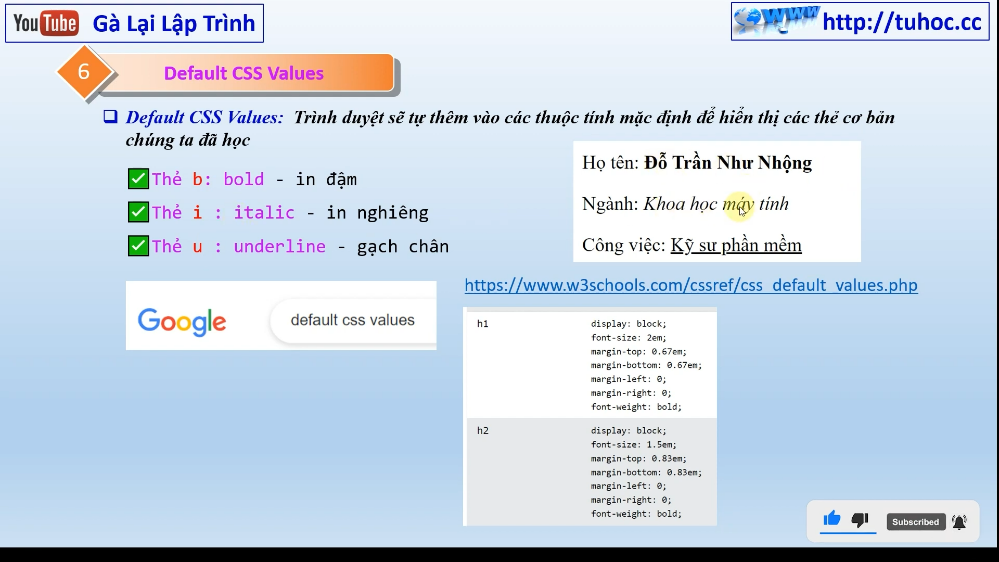 YouTube Gà Lại Lập Trình
www http://tuhoc.cc
6 Default CSS Values
Default CSS Values: Trình duyệt sẽ tự thêm vào các thuộc tính mặc định để hiển thị các thẻ cơ bản
chúng ta đã học
Thẻ b: bold - in đậm
Thẻ i : italic - in nghiêng
Thẻ u : underline - gạch chân
Họ tên: Đỗ Trần Như Nhộng
Ngành: Khoa học máy tính
Công việc: Kỹ sư phần mềm
Google default css values
https://www.w3schools.com/cssref/css_default_values.php
h1 display: block;
font-size: 2em;
margin-top: 0.67em;
margin-bottom: 0.67em;
margin-left: 0;
margin-right: 0;
font-weight: bold;
h2 display: block;
font-size: 1.5em;
margin-top: 0.83em;
margin-bottom: 0.83em;
margin-left: 0;
margin-right: 0;
font-weight: bold;
Subscribed